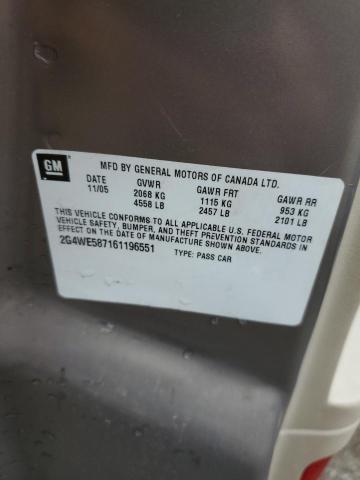 GM
MFD BY GENERAL MOTORS OF CANADA LTD.
DATE GVWR GAWR FRT GAWR RR
11/05 2068 KG 1115 KG 953 KG
4558 LB 2457 LB 2101 LB
THIS VEHICLE CONFORMS TO ALL APPLICABLE U.S. FEDERAL MOTOR
VEHICLE SAFETY, BUMPER, AND THEFT PREVENTION STANDARDS IN
EFFECT ON THE DATE OF MANUFACTURE SHOWN ABOVE.
2G4WE587161196551 TYPE: PASS CAR